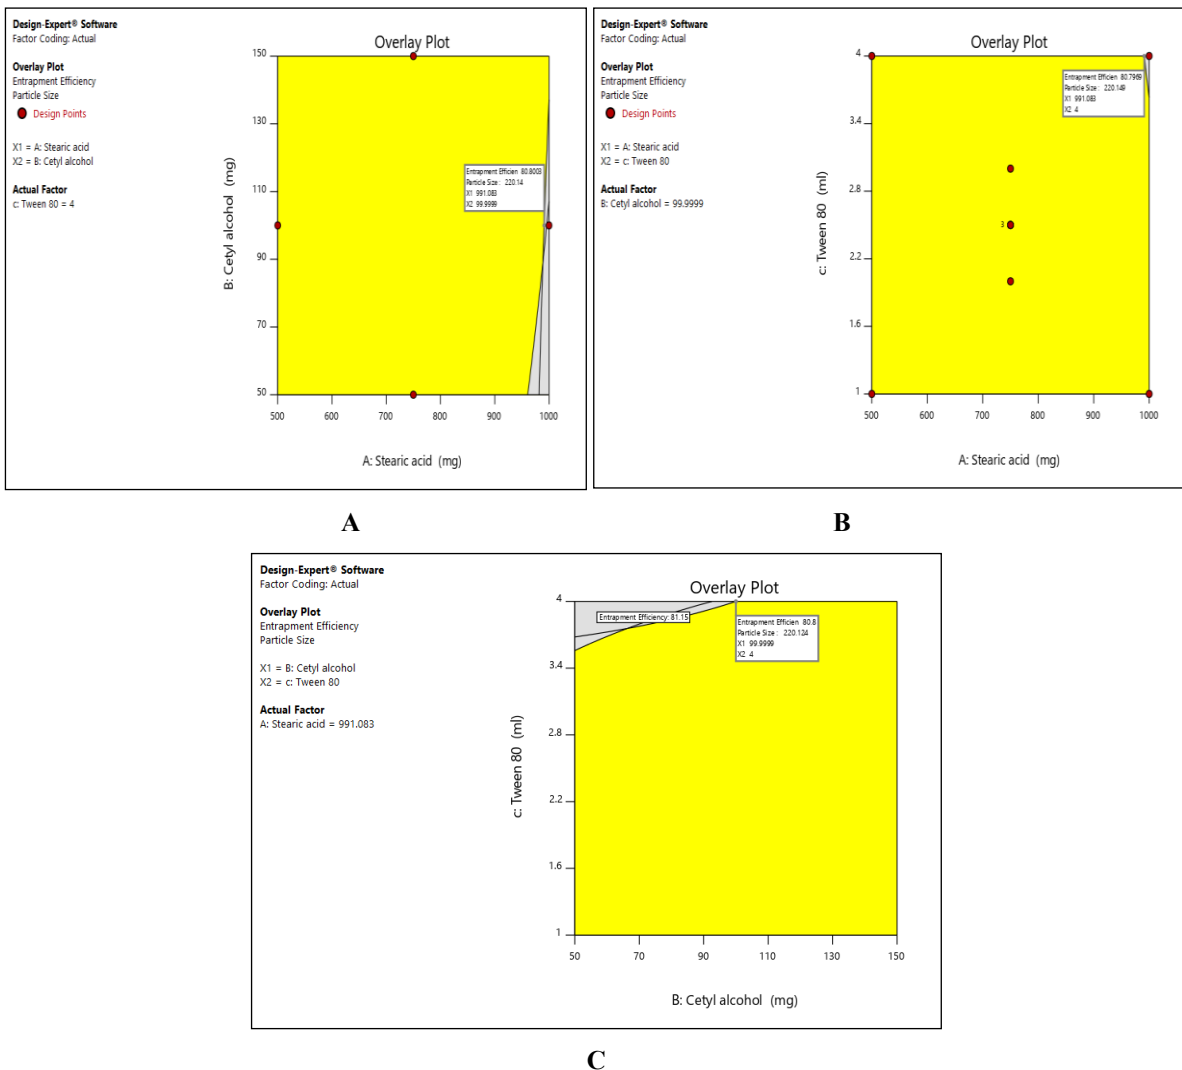 Design-Expert® Software
Factor Coding: Actual
Overlay Plot
Entrapment Efficiency
Particle Size
Design Points
X1 = A: Stearic acid
X2 = B: Cetyl alcohol
Actual Factor
c: Tween 80 = 4
Overlay Plot
150
130
110
90
70
50
B: Cetyl alcohol (mg)
Entrapment Efficien 80.8003
Particle Size : 220.14
X1 991.083
X2 99.9999
500 600 700 800 900 1000
A: Stearic acid (mg)
A
Design-Expert® Software
Factor Coding: Actual
Overlay Plot
Entrapment Efficiency
Particle Size
Design Points
X1 = A: Stearic acid
X2 = c: Tween 80
Actual Factor
B: Cetyl alcohol = 99.9999
Overlay Plot
4
3.4
2.8
2.2
1.6
1
c: Tween 80 (ml)
Entrapment Efficien 80.7969
Particle Size : 220.149
X1 991.083
X2 4
3
500 600 700 800 900 1000
A: Stearic acid (mg)
B
Design-Expert® Software
Factor Coding: Actual
Overlay Plot
Entrapment Efficiency
Particle Size
X1 = B: Cetyl alcohol
X2 = c: Tween 80
Actual Factor
A: Stearic acid = 991.083
Overlay Plot
4
3.4
2.8
2.2
1.6
1
c: Tween 80 (ml)
Entrapment Efficiency: 81.15
Entrapment Efficien 80.8
Particle Size : 220.124
X1 99.9999
X2 4
50 70 90 110 130 150
B: Cetyl alcohol (mg)
C